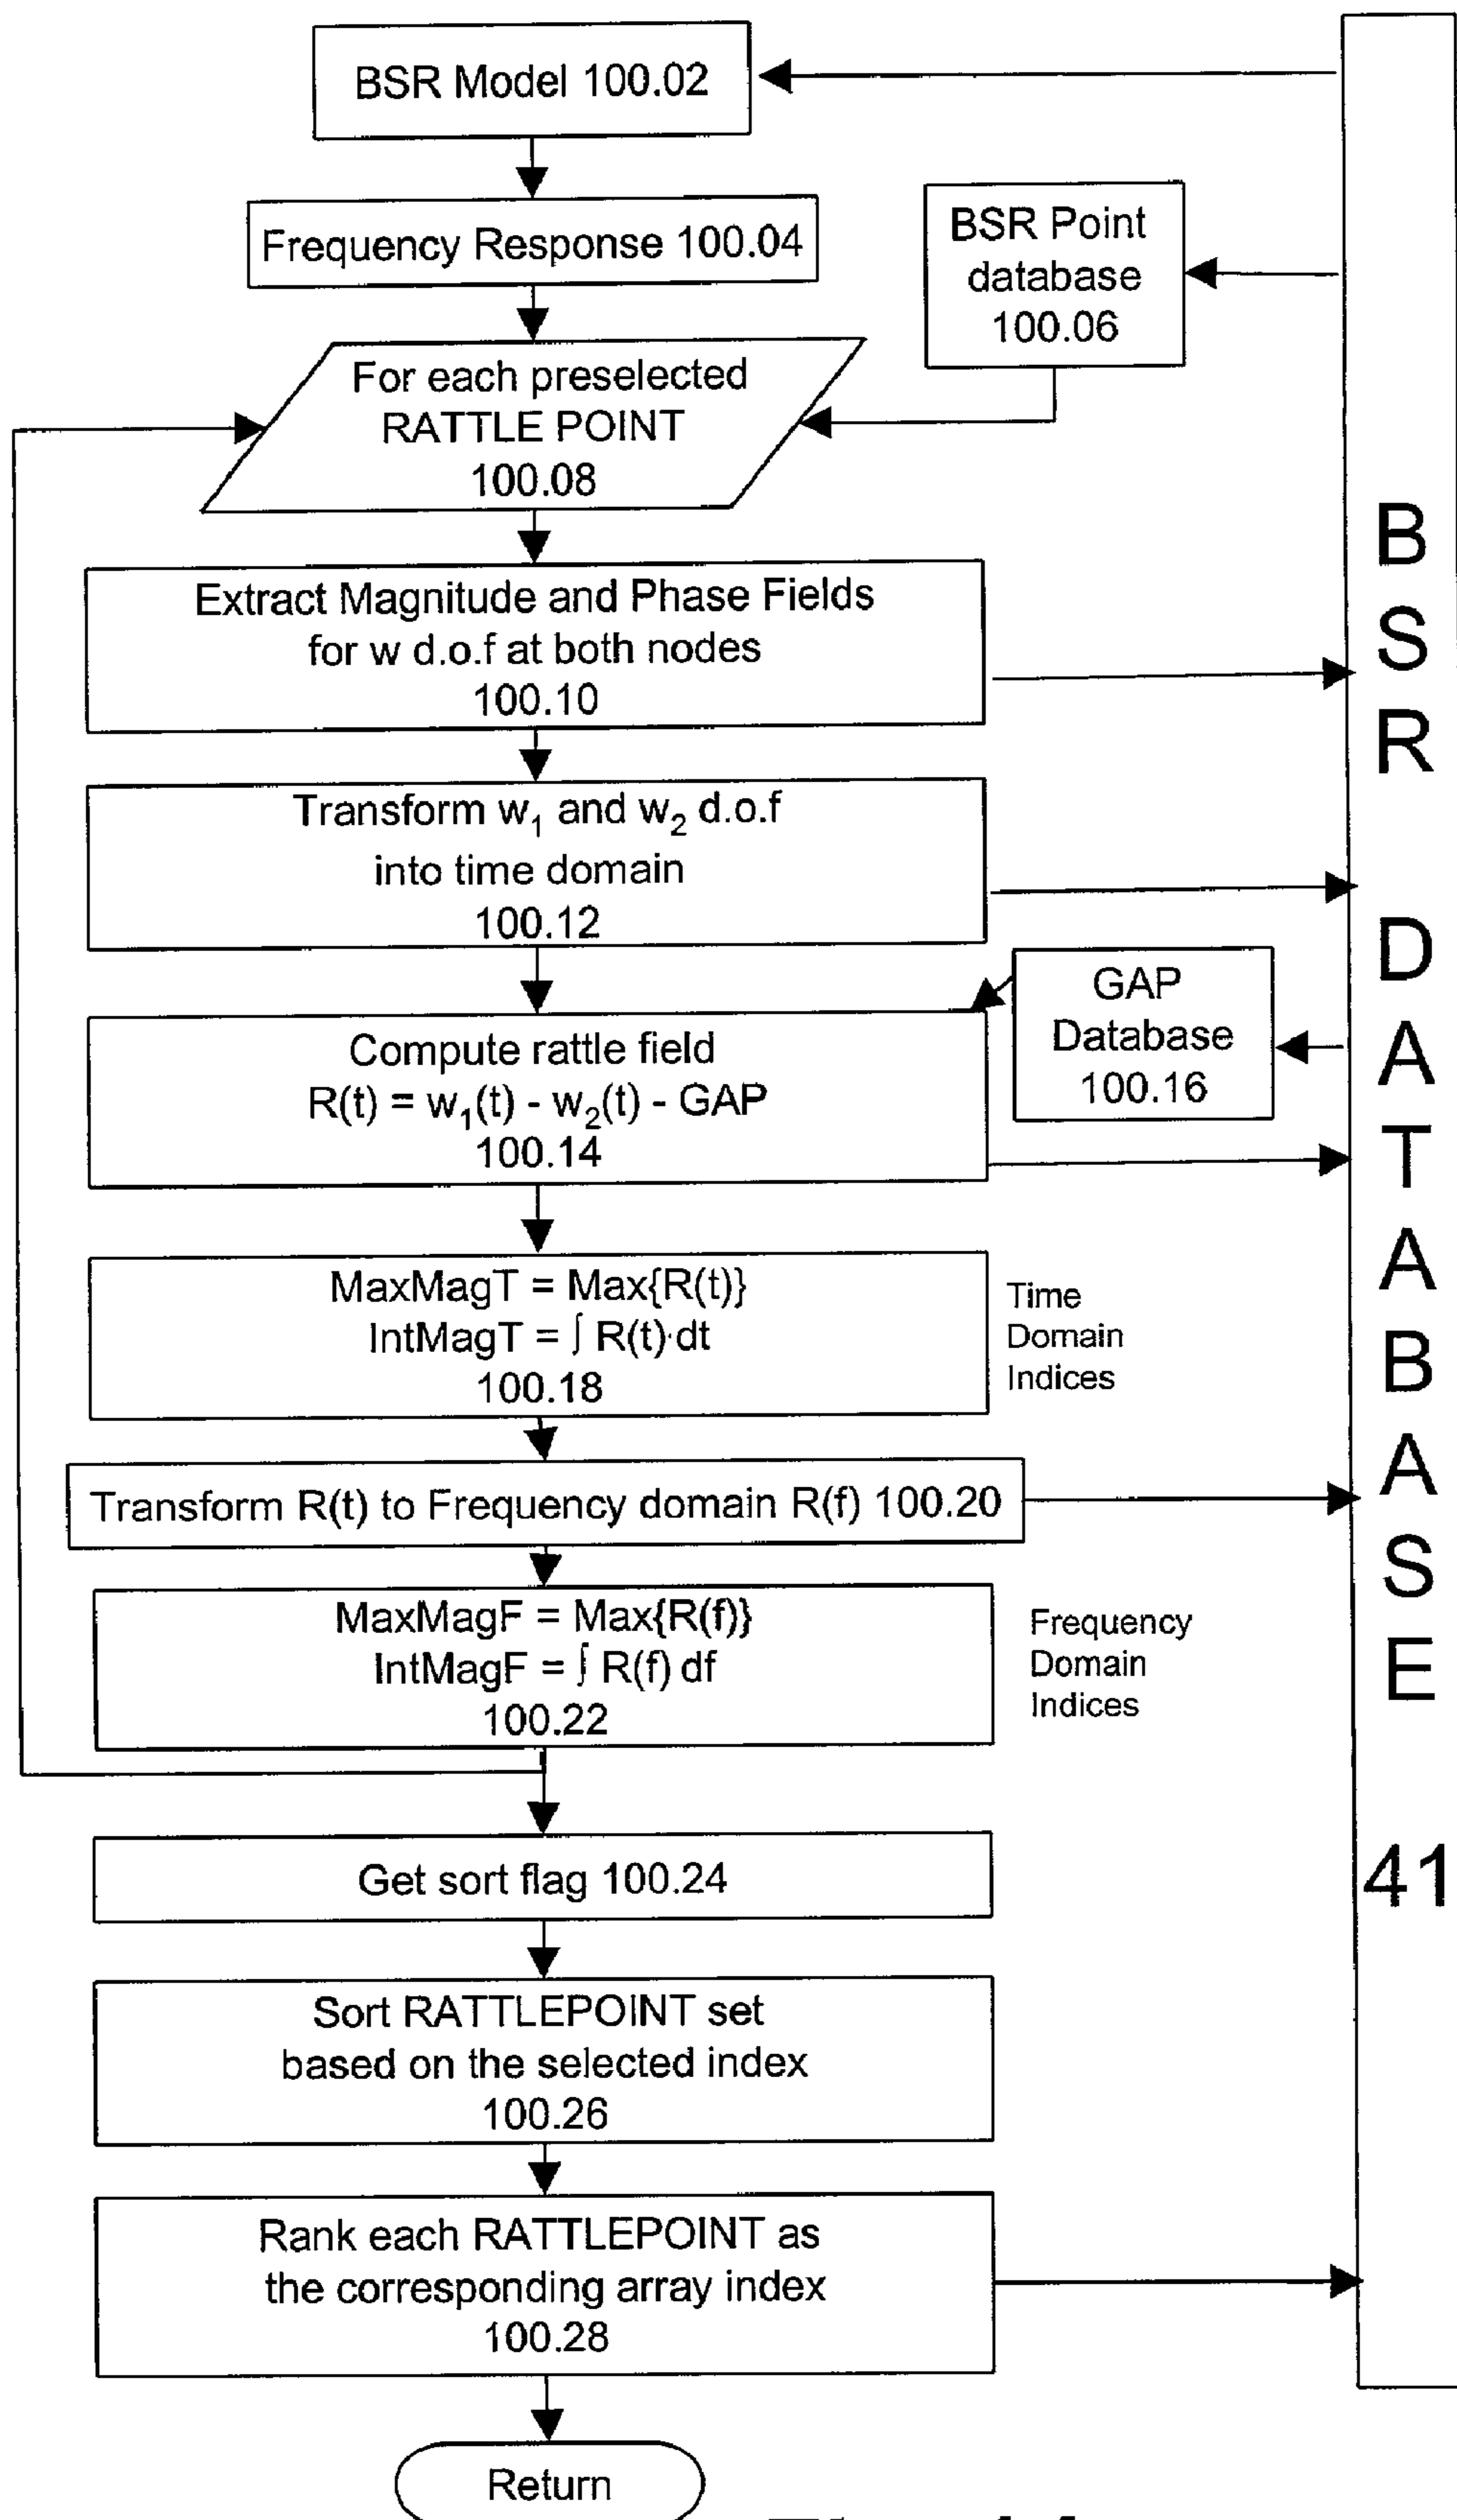 BSR Model 100.02
Frequency Response 100.04
BSR Point
database
100.06
For each preselected
RATTLE POINT
100.08
Extract Magnitude and Phase Fields
for w d.o.f at both nodes
100.10
Transform w₁ and w₂ d.o.f
into time domain
100.12
GAP
Database
100.16
Compute rattle field
R(t) = w₁(t) - w₂(t) - GAP
100.14
MaxMagT = Max{R(t)}
IntMagT = ∫ R(t)·dt
100.18
Time
Domain
Indices
Transform R(t) to Frequency domain R(f) 100.20
MaxMagF = Max{R(f)}
IntMagF = ∫ R(f) df
100.22
Frequency
Domain
Indices
Get sort flag 100.24
Sort RATTLEPOINT set
based on the selected index
100.26
Rank each RATTLEPOINT as
the corresponding array index
100.28
Return
BSR DATABASE 41